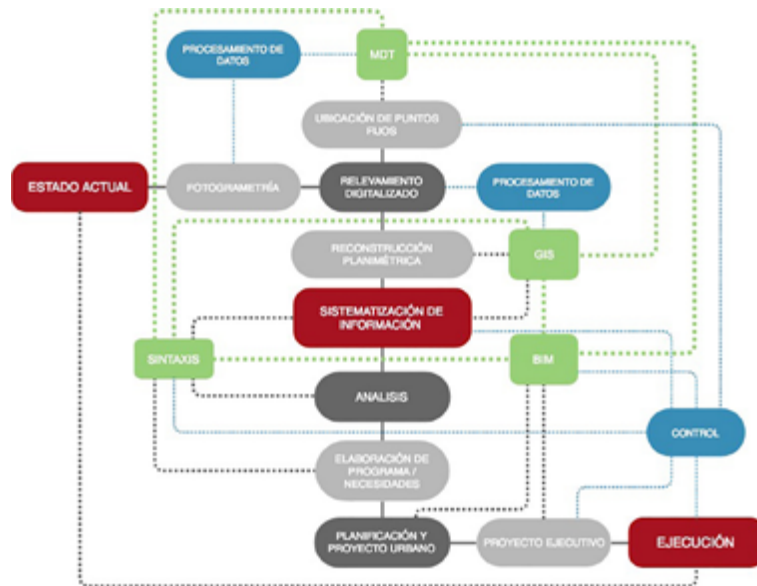 PROCESAMIENTO DE
DATOS
MDT
UBICACIÓN DE PUNTOS
FIJOS
ESTADO ACTUAL
FOTOGRAMETRÍA
RELEVAMIENTO
DIGITALIZADO
PROCESAMIENTO DE
DATOS
RECONSTRUCCIÓN
PLANIMÉTRICA
GIS
SISTEMATIZACIÓN DE
INFORMACIÓN
SINTAXIS
BIM
ANALISIS
CONTROL
ELABORACIÓN DE
PROGRAMA /
NECESIDADES
PLANIFICACIÓN Y
PROYECTO URBANO
PROYECTO EJECUTIVO
EJECUCIÓN